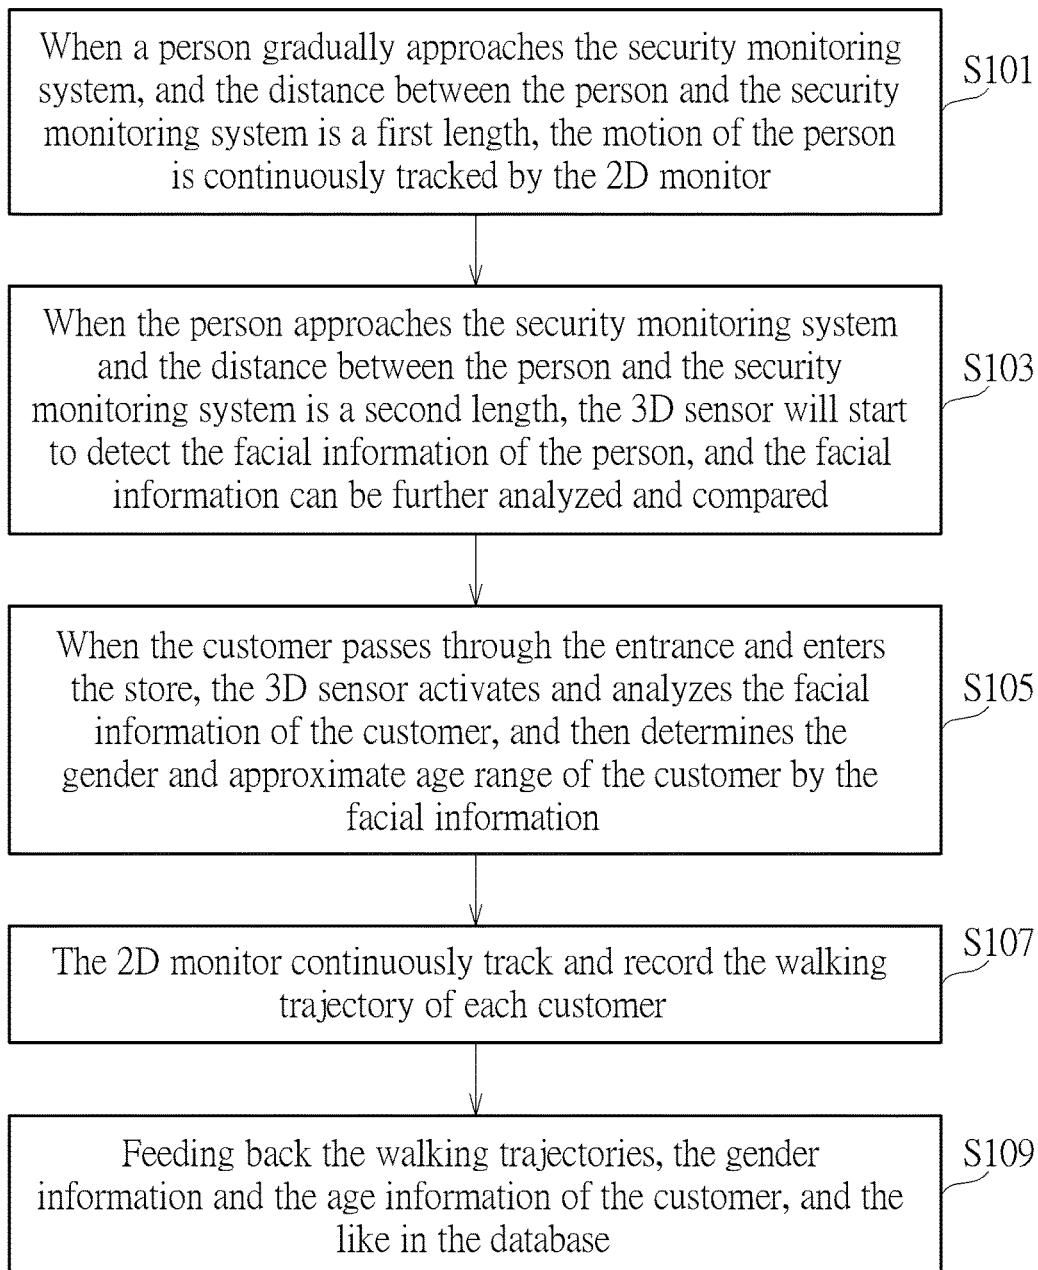 When a person gradually approaches the security monitoring
system, and the distance between the person and the security
monitoring system is a first length, the motion of the person
is continuously tracked by the 2D monitor
S101
When the person approaches the security monitoring system
and the distance between the person and the security
monitoring system is a second length, the 3D sensor will start
to detect the facial information of the person, and the facial
information can be further analyzed and compared
S103
When the customer passes through the entrance and enters
the store, the 3D sensor activates and analyzes the facial
information of the customer, and then determines the
gender and approximate age range of the customer by the
facial information
S105
The 2D monitor continuously track and record the walking
trajectory of each customer
S107
Feeding back the walking trajectories, the gender
information and the age information of the customer, and the
like in the database
S109